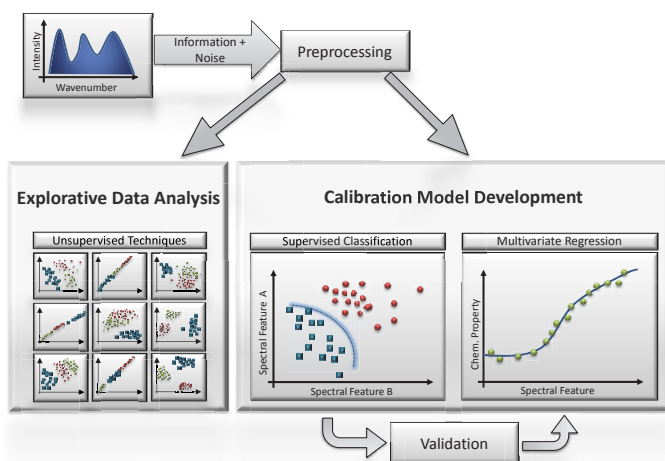 Intensity
Wavenumber
Information +
Noise
Preprocessing
Explorative Data Analysis
Unsupervised Techniques
Calibration Model Development
Supervised Classification
Spectral Feature A
Spectral Feature B
Multivariate Regression
Chem. Property
Spectral Feature
Validation